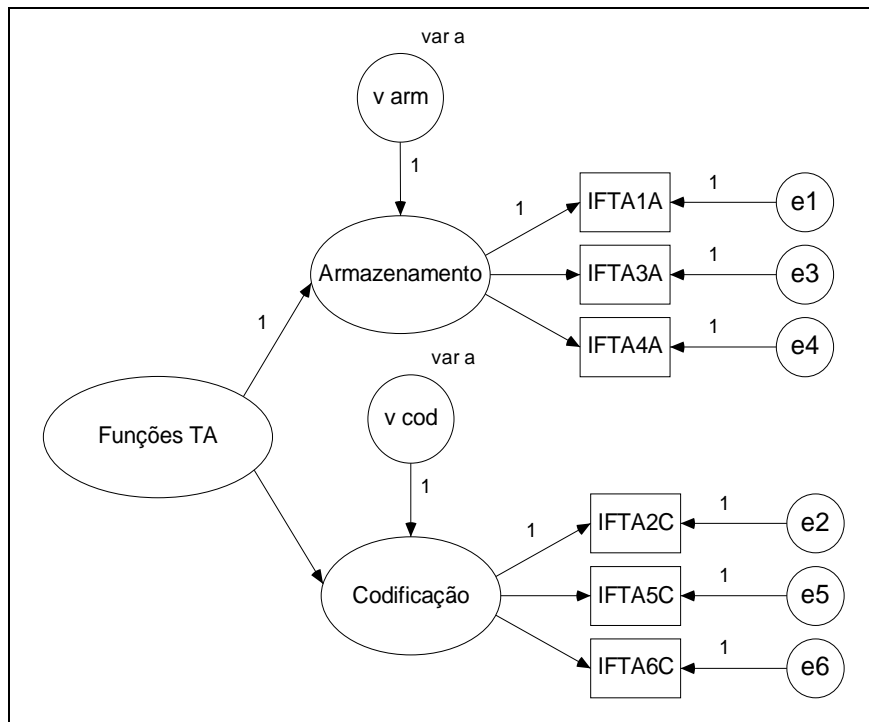 var a
v arm
1
1
IFTA1A
1
e1
Armazenamento
IFTA3A
1
e3
1
IFTA4A
1
e4
var a
v cod
Funções TA
1
1
IFTA2C
1
e2
Codificação
IFTA5C
1
e5
IFTA6C
1
e6